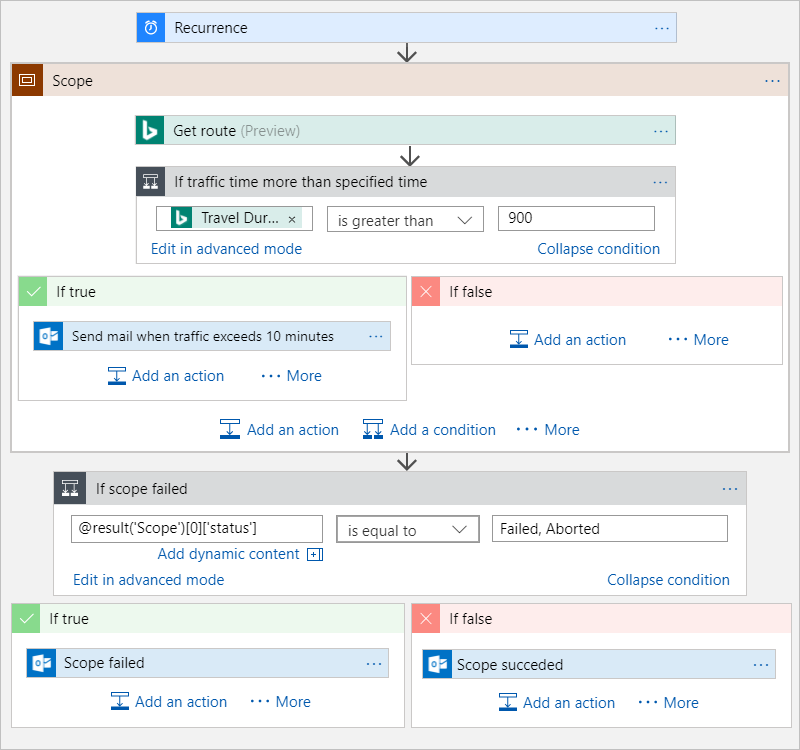 Recurrence
Scope
Get route (Preview)
If traffic time more than specified time
Travel Dur... × is greater than 900
Edit in advanced mode Collapse condition
If true If false
Send mail when traffic exceeds 10 minutes
Add an action ··· More
Add an action ··· More
Add an action Add a condition ··· More
If scope failed
@result('Scope')[0]['status'] is equal to Failed, Aborted
Add dynamic content
Edit in advanced mode Collapse condition
If true If false
Scope failed Scope succeded
Add an action ··· More Add an action ··· More